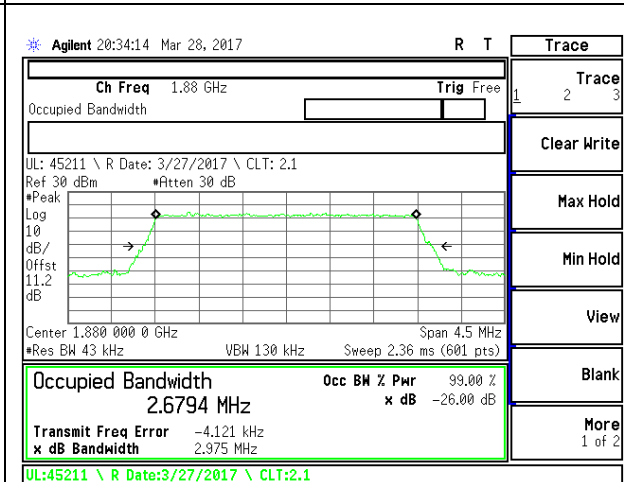 Agilent 20:34:14 Mar 28, 2017 R T Trace
Ch Freq 1.88 GHz Trig Free
Occupied Bandwidth
UL: 45211 \ R Date: 3/27/2017 \ CLT: 2.1
Ref 30 dBm #Atten 30 dB
#Peak
Log
10
dB/
Offst
11.2
dB
Center 1.880 000 0 GHz Span 4.5 MHz
#Res BW 43 kHz VBW 130 kHz Sweep 2.36 ms (601 pts)
Occupied Bandwidth Occ BW % Pwr 99.00 %
2.6794 MHz x dB -26.00 dB
Transmit Freq Error -4.121 kHz
x dB Bandwidth 2.975 MHz
UL:45211 \ R Date:3/27/2017 \ CLT:2.1
Trace
1 2 3
Clear Write
Max Hold
Min Hold
View
Blank
More
1 of 2